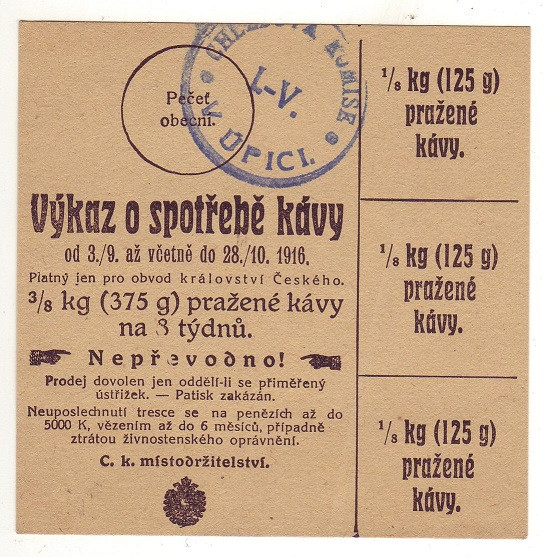 Pečeť
obecní.
CHLEBOVÁ KOMISE
I.-V.
V ÚPICI.
Výkaz o spotřebě kávy
od 3./9. až včetně do 28./10. 1916.
Platný jen pro obvod království Českého.
3/8 kg (375 g) pražené kávy
na 8 týdnů.
Nepřevodno!
Prodej dovolen jen oddělí-li se přiměřený
ústřižek. — Patisk zakázán.
Neuposlechnutí tresce se na penězích až do
5000 K, vězením až do 6 měsíců, případně
ztrátou živnostenského oprávnění.
C. k. místodržitelství.
1/8 kg (125 g)
pražené
kávy.
1/8 kg (125 g)
pražené
kávy.
1/8 kg (125 g)
pražené
kávy.